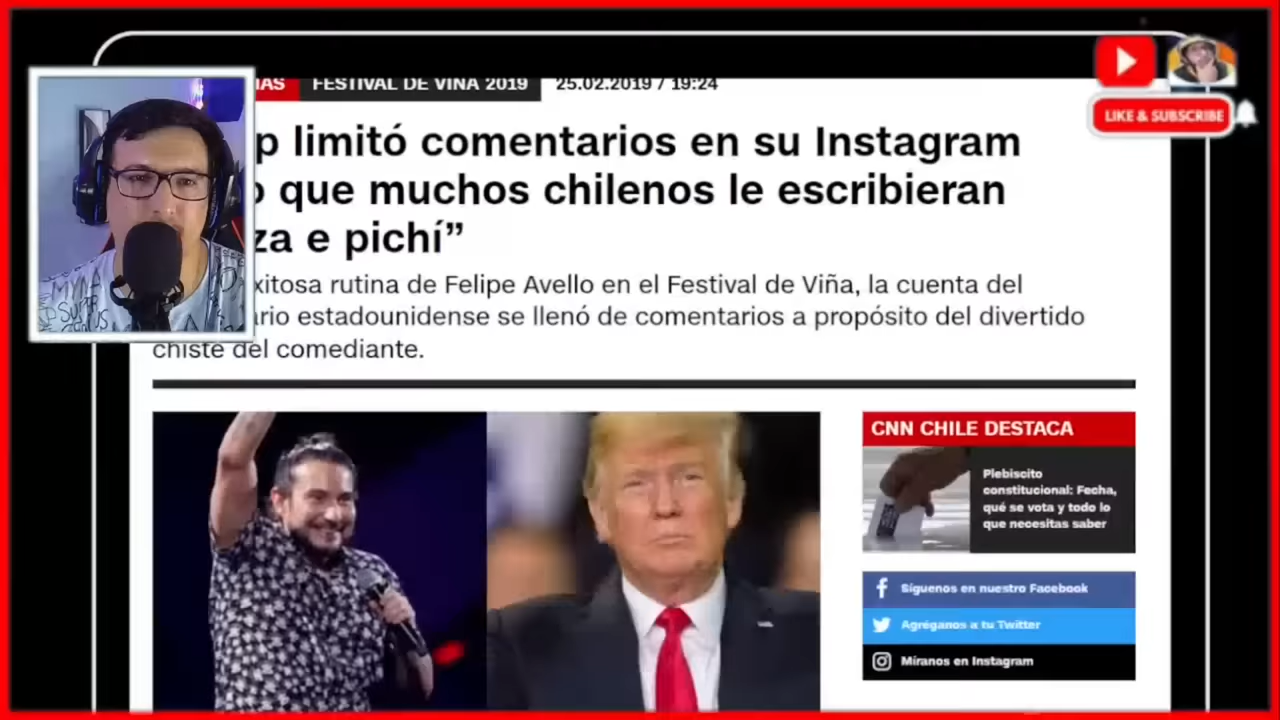 FESTIVAL DE VIÑA 2019
25.02.2019 / 19:24
LIKE & SUBSCRIBE
p limitó comentarios en su Instagram
que muchos chilenos le escribieran
za e pichí”
xitosa rutina de Felipe Avello en el Festival de Viña, la cuenta del
ario estadounidense se llenó de comentarios a propósito del divertido
chiste del comediante.
CNN CHILE DESTACA
Plebiscito
constitucional: Fecha,
qué se vota y todo lo
que necesitas saber
Síguenos en nuestro Facebook
Agréganos a tu Twitter
Míranos en Instagram